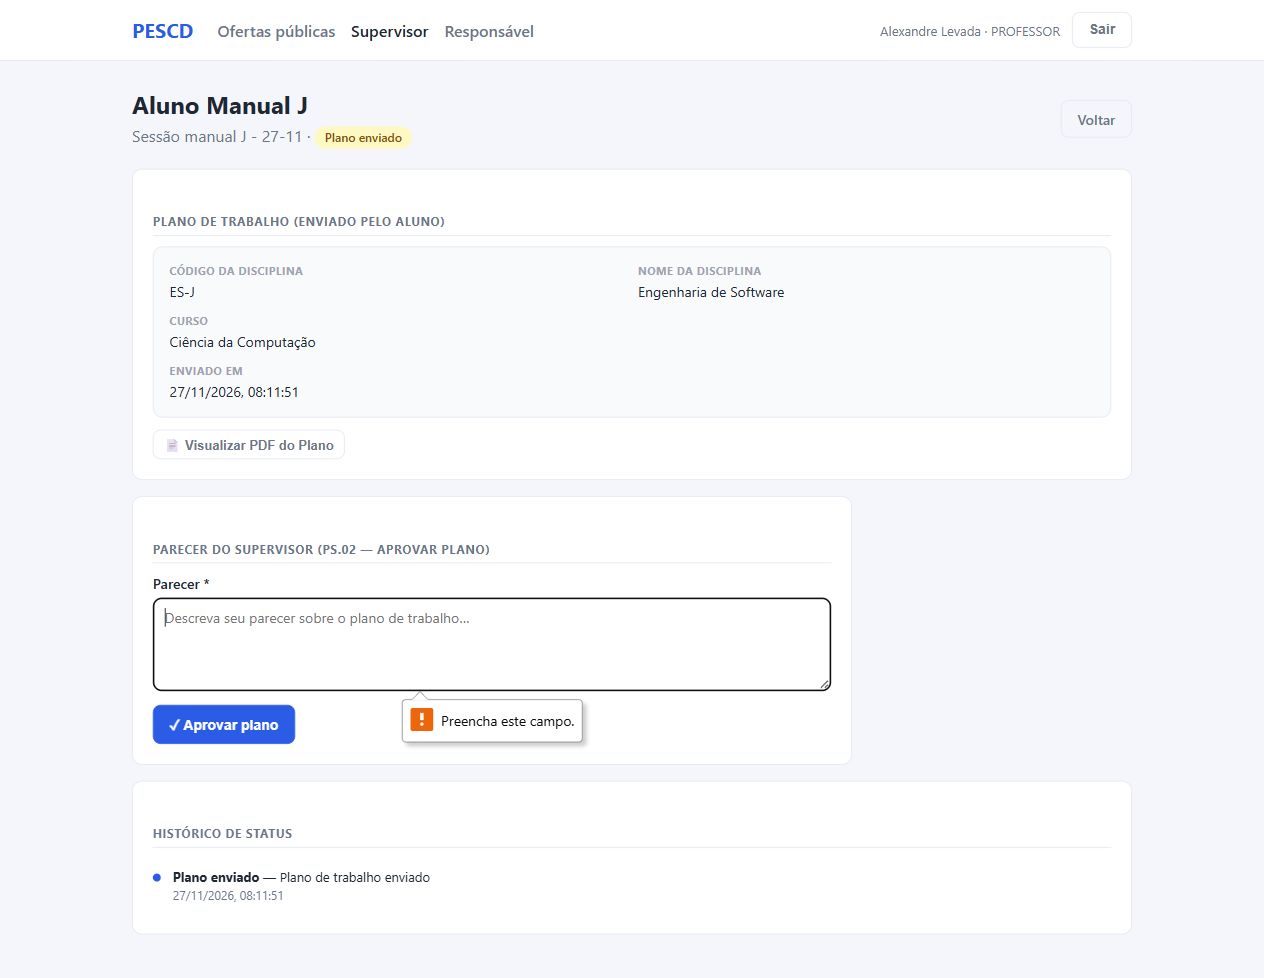 PESCD Ofertas públicas Supervisor Responsável Alexandre Levada · PROFESSOR Sair
Aluno Manual J
Sessão manual J - 27-11 · Plano enviado
Voltar
PLANO DE TRABALHO (ENVIADO PELO ALUNO)
CÓDIGO DA DISCIPLINA NOME DA DISCIPLINA
ES-J Engenharia de Software
CURSO
Ciência da Computação
ENVIADO EM
27/11/2026, 08:11:51
Visualizar PDF do Plano
PARECER DO SUPERVISOR (PS.02 — APROVAR PLANO)
Parecer *
Descreva seu parecer sobre o plano de trabalho...
✓ Aprovar plano
Preencha este campo.
HISTÓRICO DE STATUS
Plano enviado — Plano de trabalho enviado
27/11/2026, 08:11:51